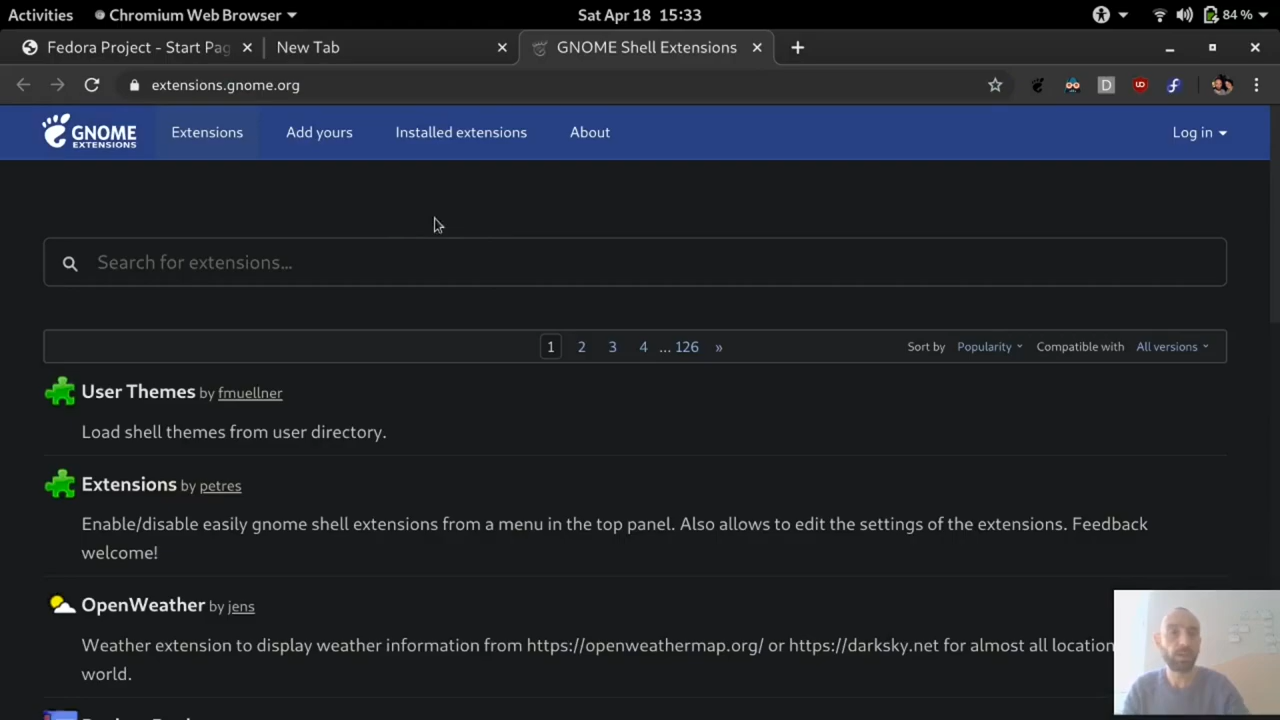 Activities Chromium Web Browser Sat Apr 18 15:33 84 %
Fedora Project - Start Pag New Tab GNOME Shell Extensions
extensions.gnome.org D UD
GNOME EXTENSIONS Extensions Add yours Installed extensions About Log in
Search for extensions...
1 2 3 4 ... 126 » Sort by Popularity Compatible with All versions
User Themes by fmuellner
Load shell themes from user directory.
Extensions by petres
Enable/disable easily gnome shell extensions from a menu in the top panel. Also allows to edit the settings of the extensions. Feedback
welcome!
OpenWeather by jens
Weather extension to display weather information from https://openweathermap.org/ or https://darksky.net for almost all location
world.